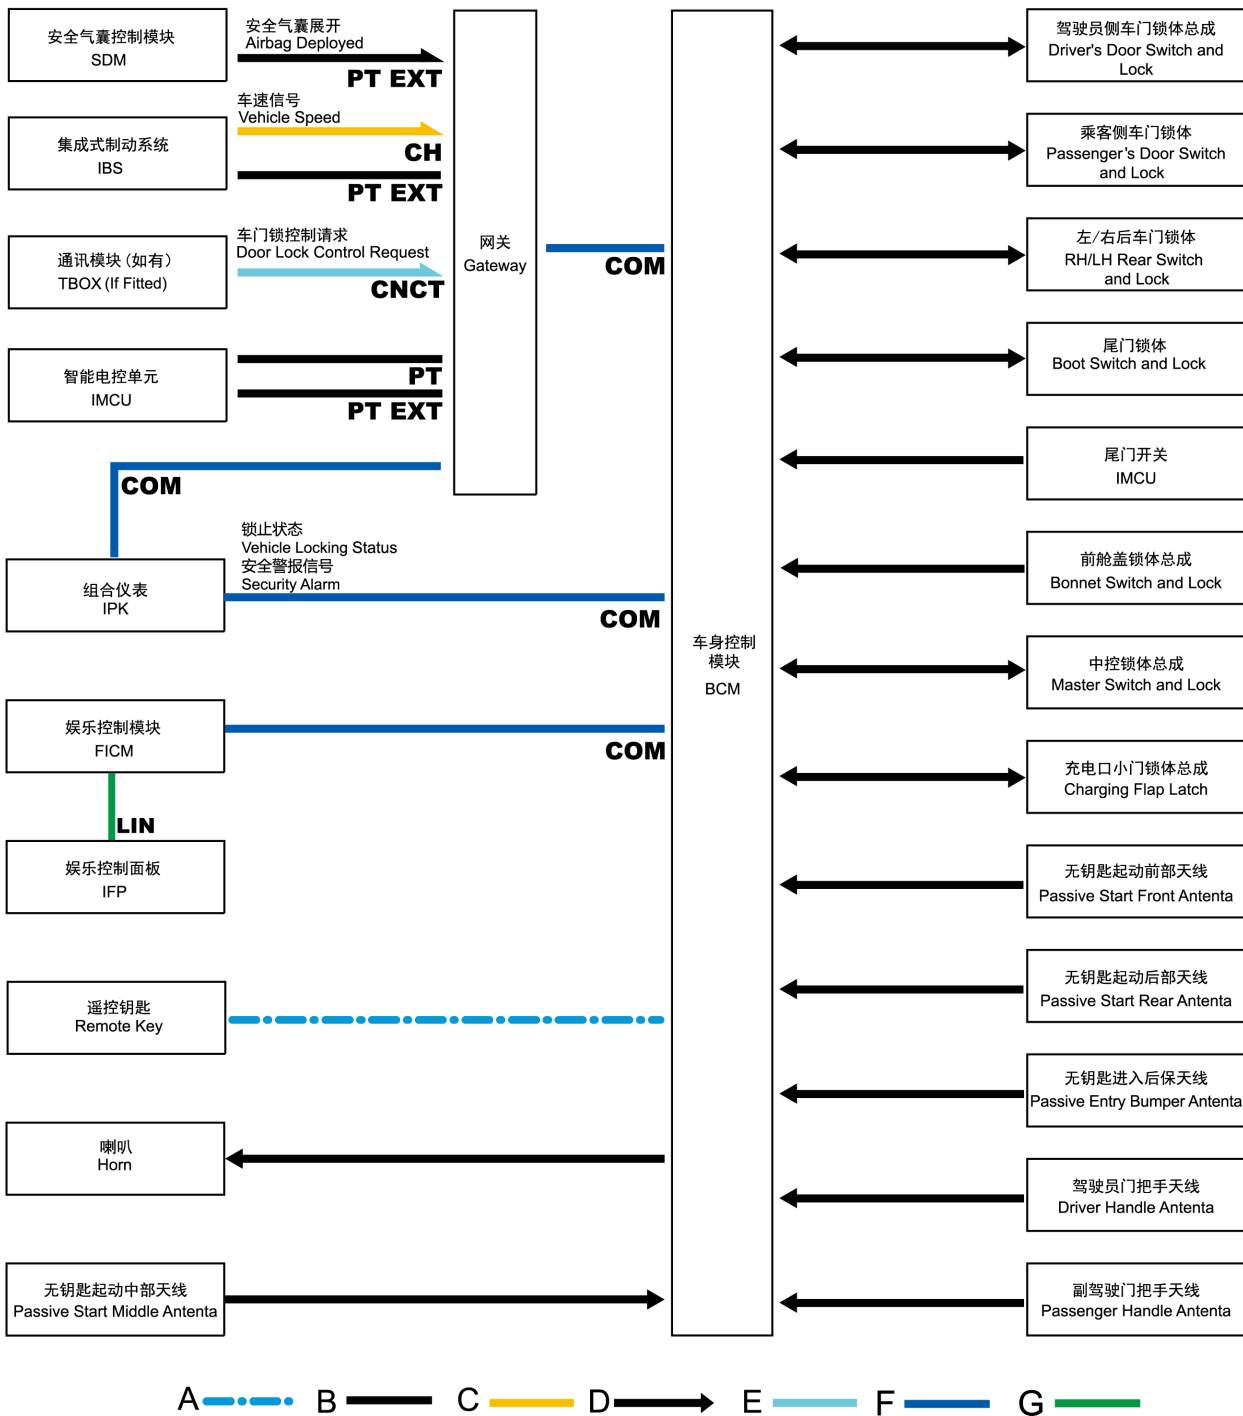 安全气囊控制模块
SDM
安全气囊展开
Airbag Deployed
PT EXT
集成式制动系统
IBS
车速信号
Vehicle Speed
CH
PT EXT
通讯模块(如有)
TBOX (If Fitted)
车门锁控制请求
Door Lock Control Request
CNCT
智能电控单元
IMCU
PT
PT EXT
网关
Gateway
COM
COM
组合仪表
IPK
锁止状态
Vehicle Locking Status
安全警报信号
Security Alarm
COM
娱乐控制模块
FICM
COM
LIN
娱乐控制面板
IFP
遥控钥匙
Remote Key
喇叭
Horn
无钥匙起动中部天线
Passive Start Middle Antenta
车身控制
模块
BCM
驾驶员侧车门锁体总成
Driver's Door Switch and
Lock
乘客侧车门锁体
Passenger's Door Switch
and Lock
左/右后车门锁体
RH/LH Rear Switch
and Lock
尾门锁体
Boot Switch and Lock
尾门开关
IMCU
前舱盖锁体总成
Bonnet Switch and Lock
中控锁体总成
Master Switch and Lock
充电口小门锁体总成
Charging Flap Latch
无钥匙起动前部天线
Passive Start Front Antenta
无钥匙起动后部天线
Passive Start Rear Antenta
无钥匙进入后保天线
Passive Entry Bumper Antenta
驾驶员门把手天线
Driver Handle Antenta
副驾驶门把手天线
Passenger Handle Antenta
A B C D E F G